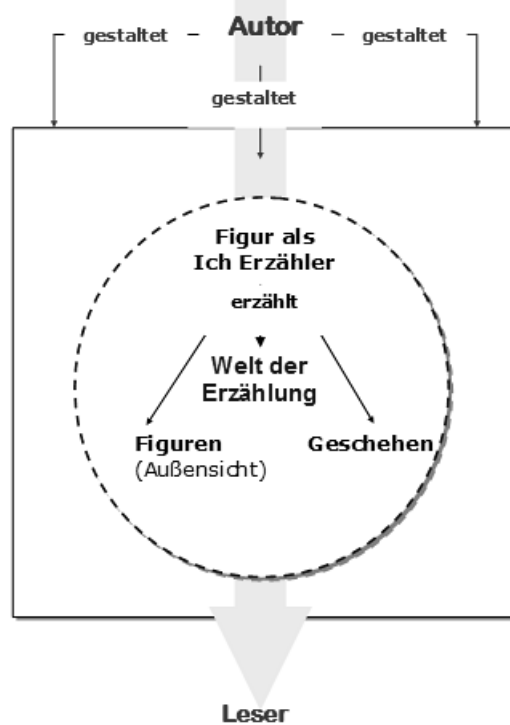 Autor
gestaltet
gestaltet
gestaltet
Figur als
Ich Erzähler
erzählt
Welt der
Erzählung
Figuren
(Außensicht)
Geschehen
Leser